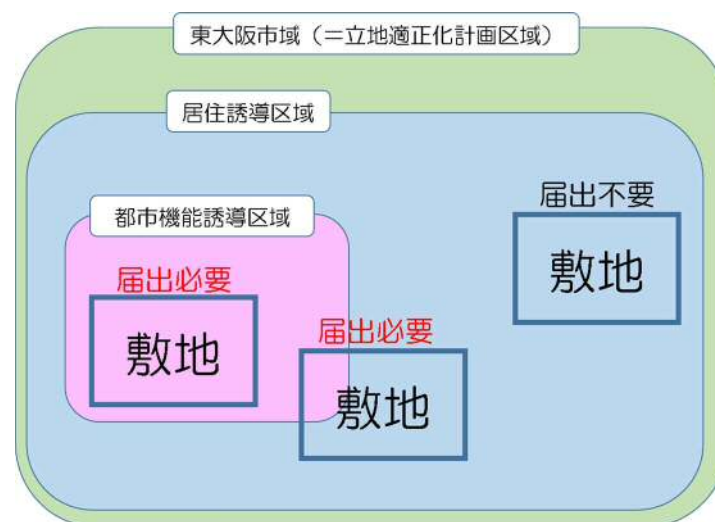 東大阪市域（＝立地適正化計画区域）
居住誘導区域
届出不要
都市機能誘導区域
敷地
届出必要
敷地
届出必要
敷地